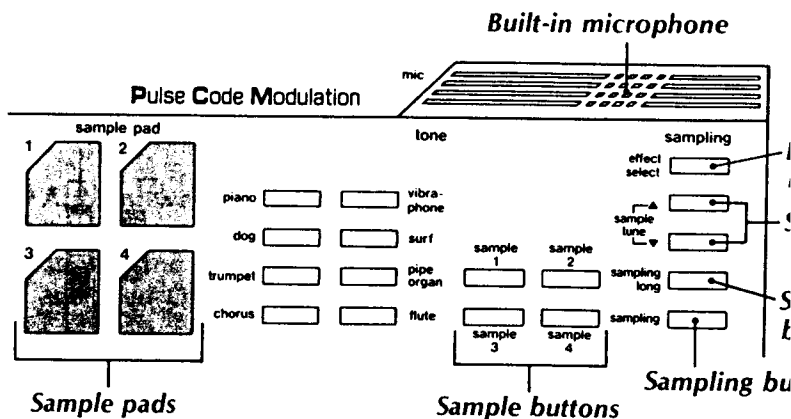 Built-in microphone
mic
Pulse Code Modulation
sample pad
tone
sampling
1
2
effect
select
piano
vibra-
phone
sample
tune
dog
surf
3
4
sample
1
sample
2
trumpet
pipe
organ
sampling
long
chorus
flute
sample
3
sample
4
sampling
Sample pads
Sample buttons
Sampling